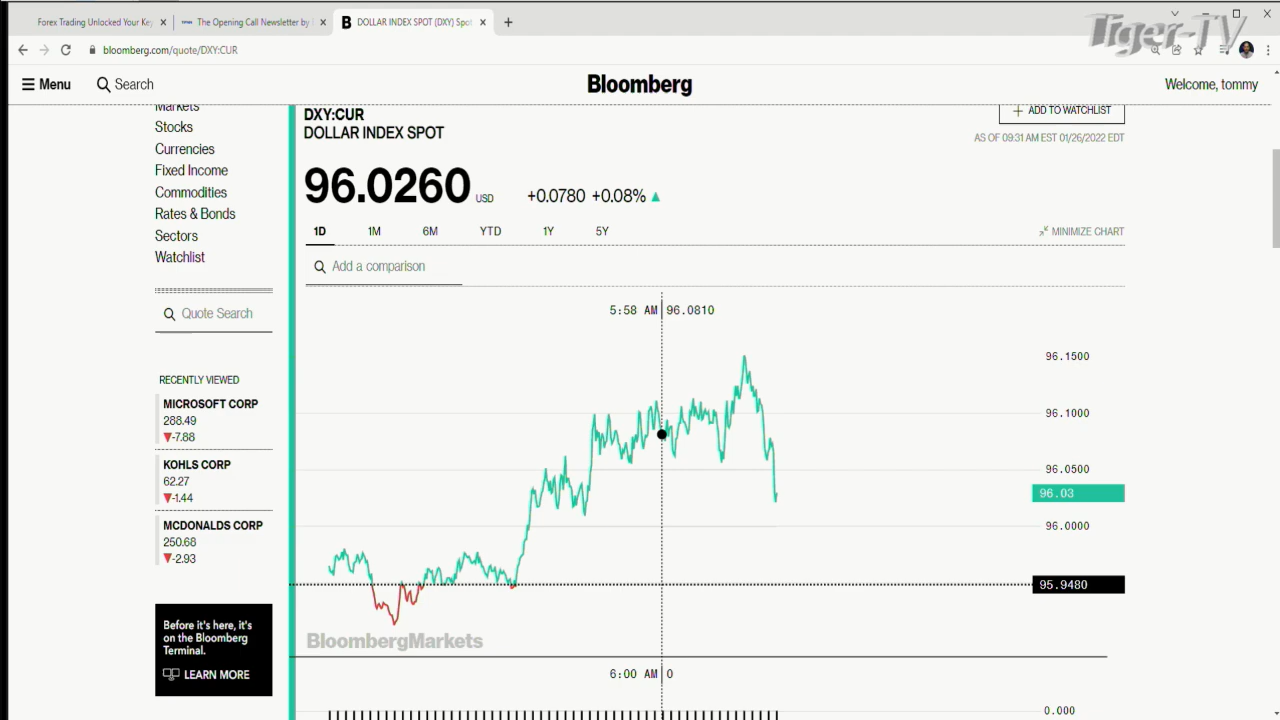 Forex Trading Unlocked Your Key
The Opening Call Newsletter by
DOLLAR INDEX SPOT (DXY) Spot
Tiger-TV
bloomberg.com/quote/DXY:CUR
Menu
Search
Bloomberg
Welcome, tommy
Markets
Stocks
Currencies
Fixed Income
Commodities
Rates & Bonds
Sectors
Watchlist
Quote Search
RECENTLY VIEWED
MICROSOFT CORP
288.49
-7.88
KOHLS CORP
62.27
-1.44
MCDONALDS CORP
250.68
-2.93
Before it's here, it's
on the Bloomberg
Terminal.
LEARN MORE
DXY:CUR
DOLLAR INDEX SPOT
+ ADD TO WATCHLIST
AS OF 09:31 AM EST 01/26/2022 EDT
96.0260 USD +0.0780 +0.08%
1D 1M 6M YTD 1Y 5Y
MINIMIZE CHART
Add a comparison
5:58 AM 96.0810
96.1500
96.1000
96.0500
96.03
96.0000
95.9480
BloombergMarkets
6:00 AM 0
0.000